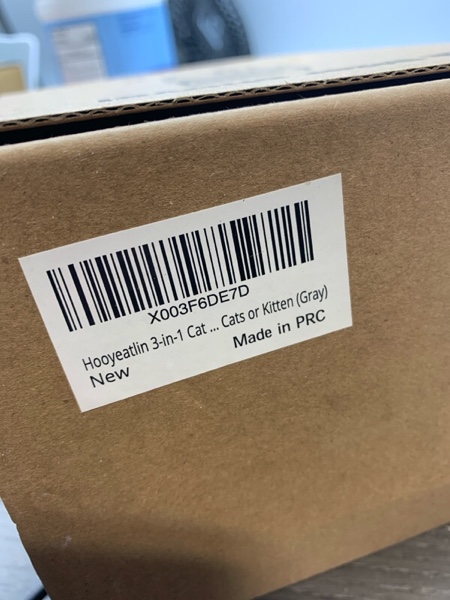 X003F6DE7D
Hooyeatlin 3-in-1 Cat ... Cats or Kitten (Gray)
New
Made in PRC